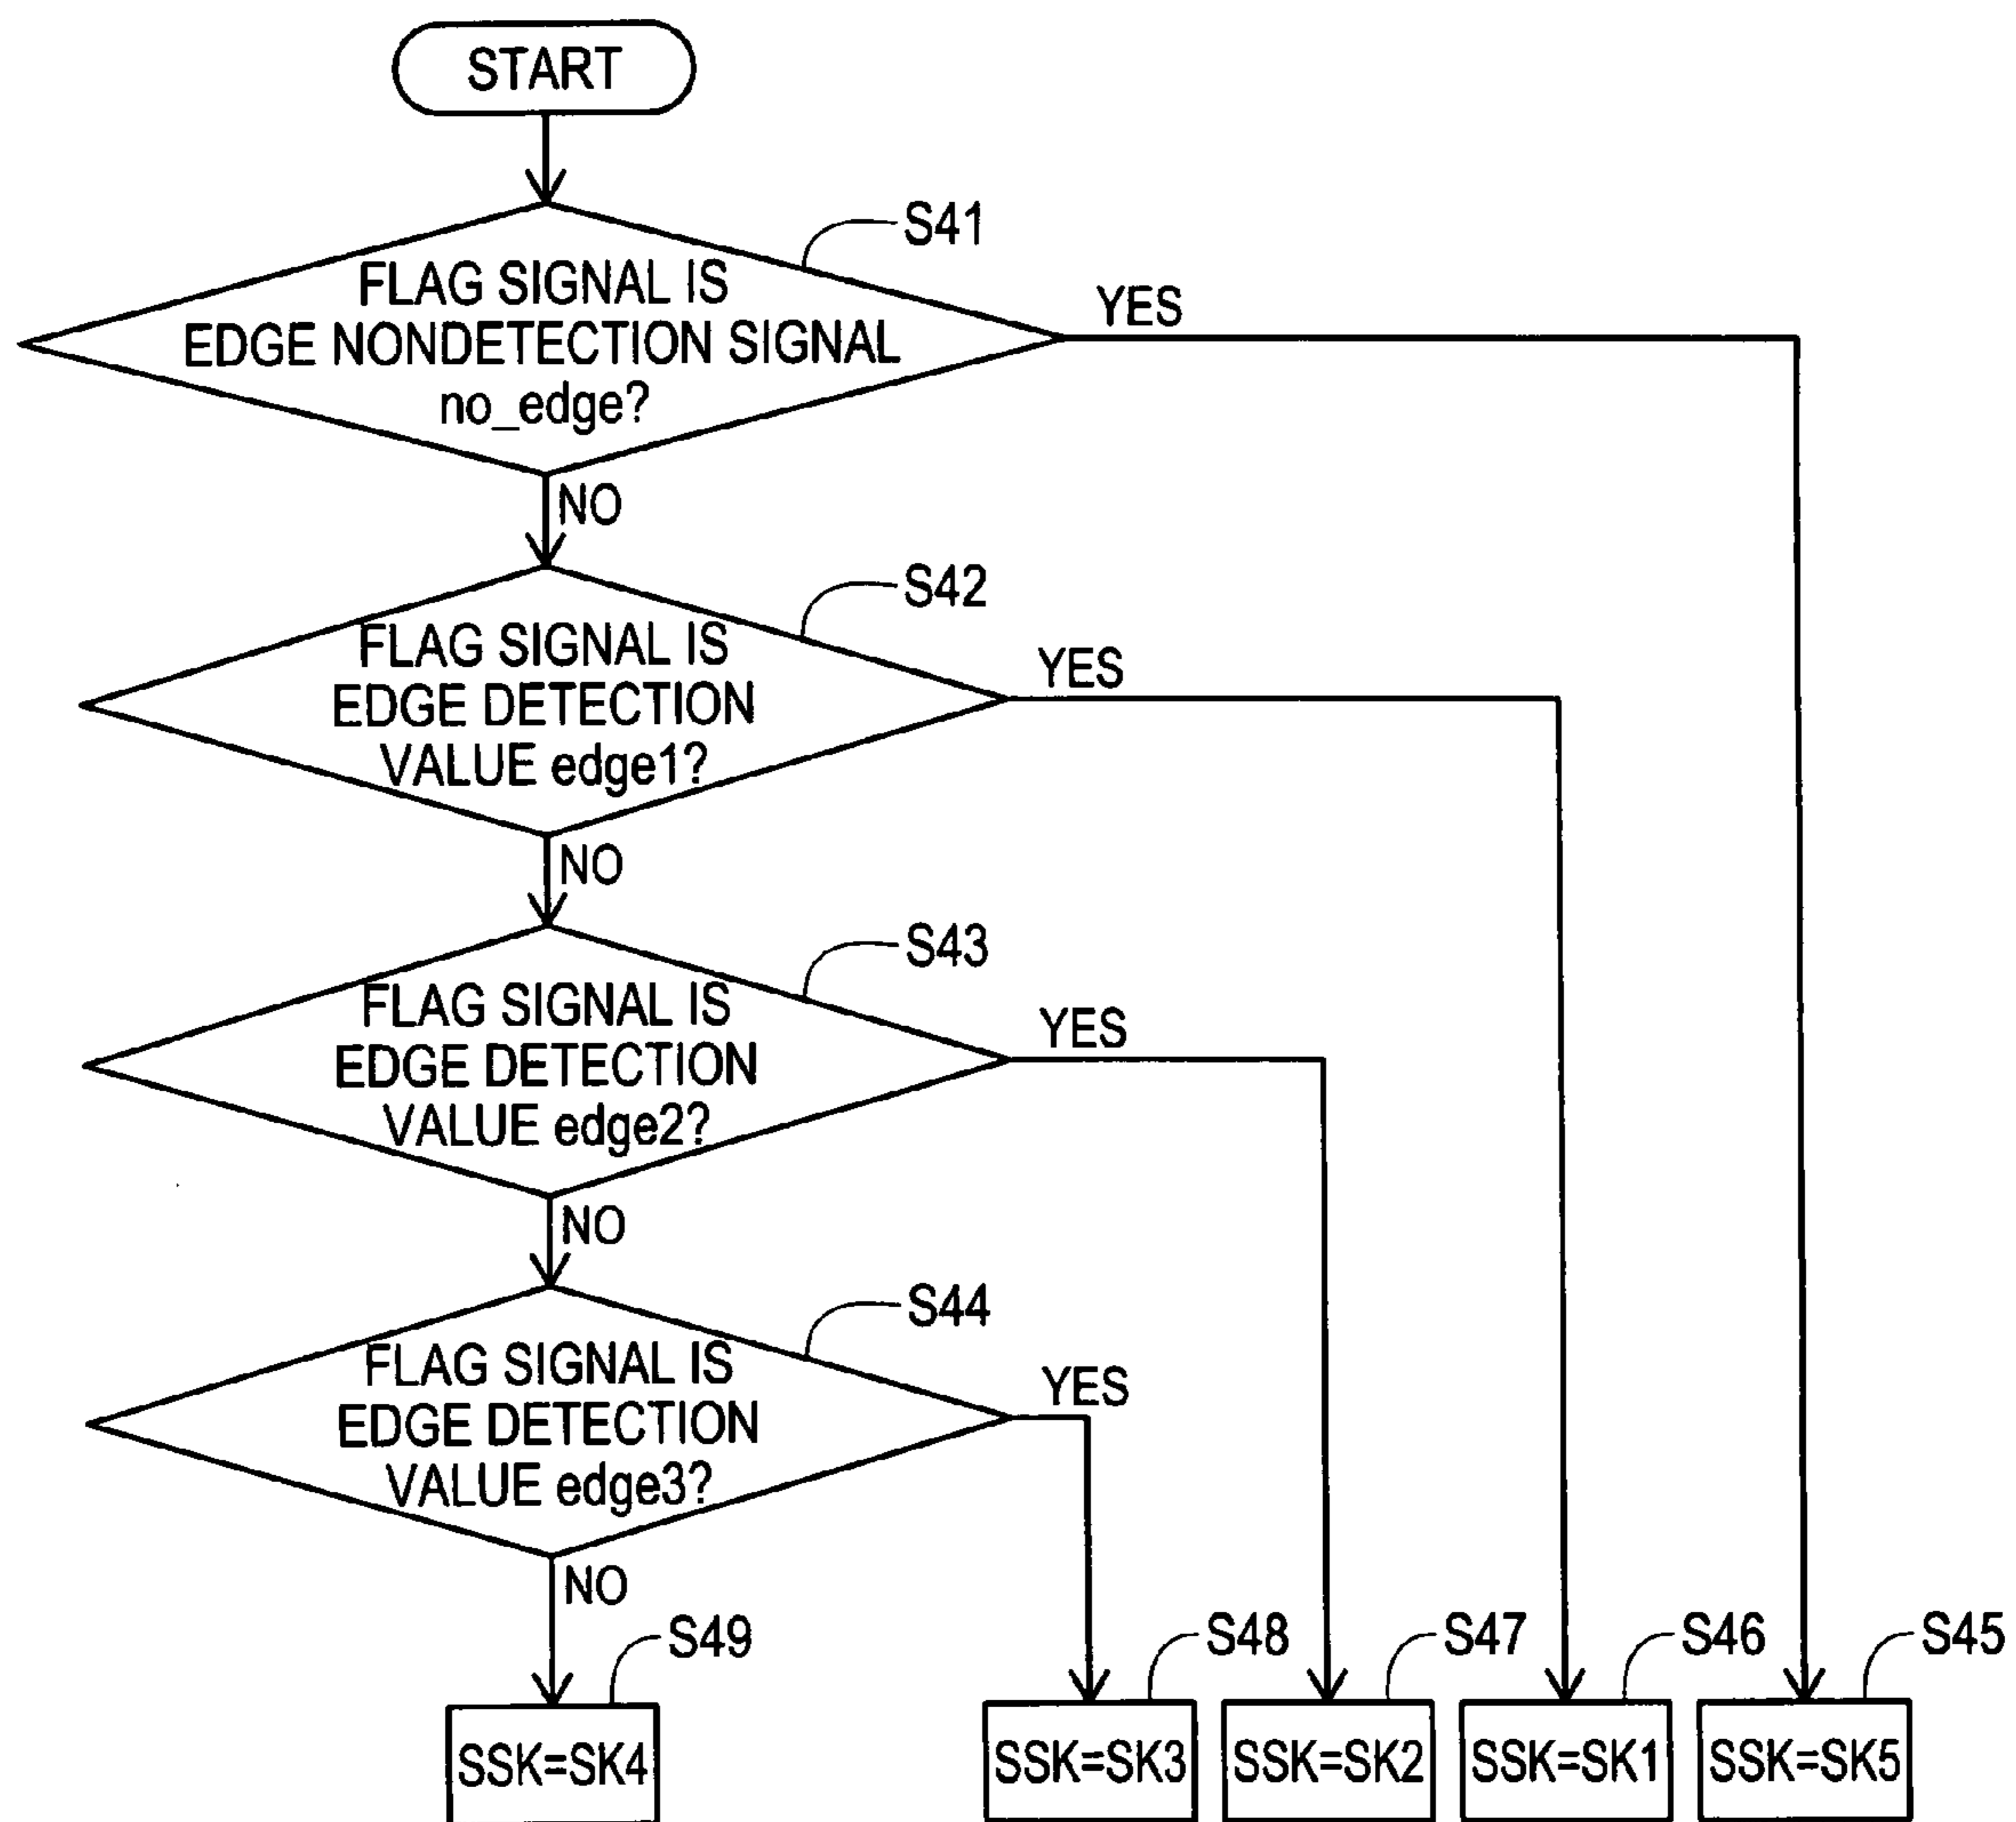 START
S41
FLAG SIGNAL IS
EDGE NONDETECTION SIGNAL
no_edge?
YES
NO
S42
FLAG SIGNAL IS
EDGE DETECTION
VALUE edge1?
YES
NO
S43
FLAG SIGNAL IS
EDGE DETECTION
VALUE edge2?
YES
NO
S44
FLAG SIGNAL IS
EDGE DETECTION
VALUE edge3?
YES
NO
S49
S48
S47
S46
S45
SSK=SK4
SSK=SK3
SSK=SK2
SSK=SK1
SSK=SK5